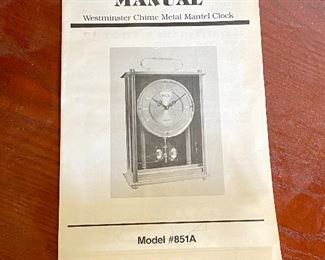 MANUAL
Westminster Chime Metal Mantel Clock
Model #851A